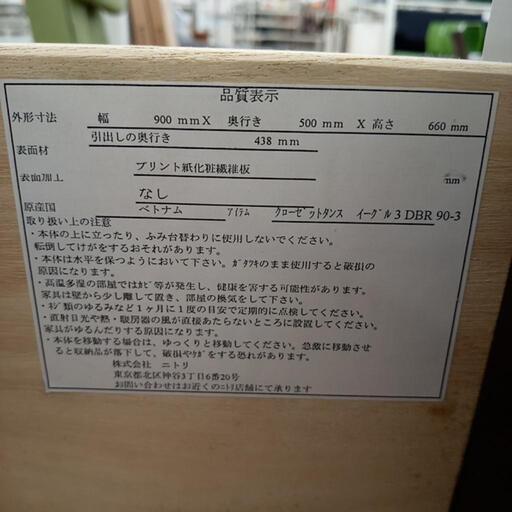 品質表示
外形寸法 幅 900 mm X 奥行き 500 mm X 高さ 660 mm
引出しの奥行き 438 mm
表面材 プリント紙化粧繊維板
表面加工 なし mm
原産国 ベトナム アイテム クローゼットタンス イーグル3 DBR 90-3
取り扱い上の注意
・本体の上に立ったり、ふみ台替わりに使用しないでください。
転倒してけがをするおそれがあります。
・本体は水平を保つようにおいて下さい。ガタツキのまま使用すると破損の
原因になります。
・高温多湿の部屋ではカビ等が発生し、健康を害する可能性があります。
家具は壁から少し離して置き、部屋の換気をして下さい。
・ネジ類のゆるみなど1ヶ月に1度の目安で定期的に点検してください。
・直射日光や熱・暖房器の風が直接あたらないところに設置してください。
家具がゆるんだりする原因になります。
・本体を移動する場合は、ゆっくりと移動してください。急激に移動させ
ると収納品が落下して、破損やケガをする恐れがあります。
株式会社 ニトリ
東京都北区神谷3丁目6番20号
お問い合わせはお近くのニトリ店舗にて承ります